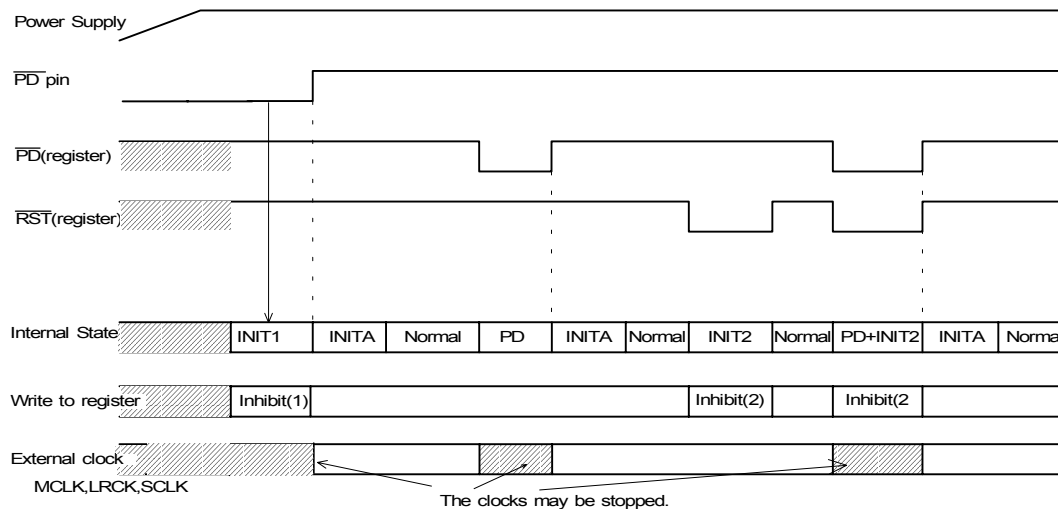 Power Supply
PD pin
PD(register)
RST(register)
Internal State
INIT1
INITA
Normal
PD
INITA
Normal
INIT2
Normal
PD+INIT2
INITA
Norma
Write to register
Inhibit(1)
Inhibit(2)
Inhibit(2
External clock
MCLK,LRCK,SCLK
The clocks may be stopped.